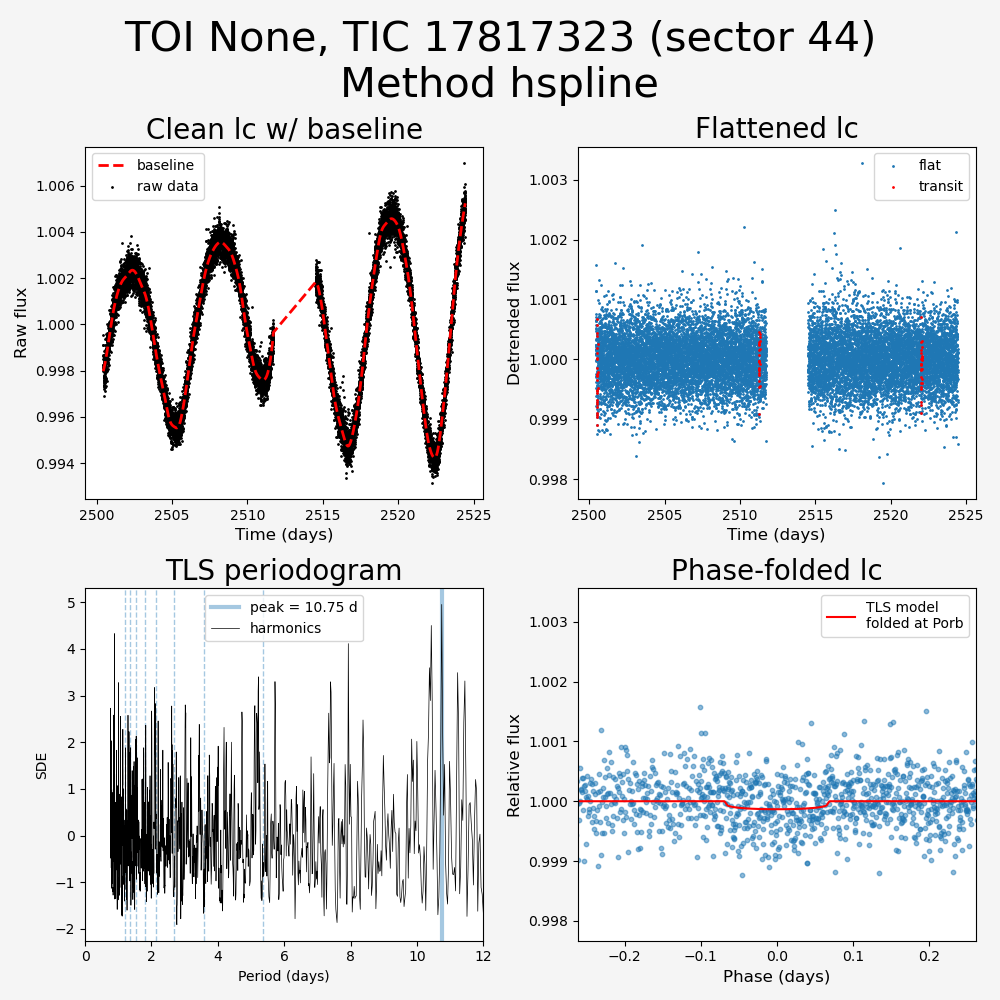 TOI None, TIC 17817323 (sector 44)
Method hspline
Clean lc w/ baseline
baseline
raw data
1.006
1.004
1.002
1.000
0.998
0.996
0.994
Raw flux
2500
2505
2510
2515
2520
2525
Time (days)
Flattened lc
flat
transit
1.003
1.002
1.001
1.000
0.999
0.998
Detrended flux
2500
2505
2510
2515
2520
2525
Time (days)
TLS periodogram
peak = 10.75 d
harmonics
5
4
3
2
1
0
−1
−2
SDE
0
2
4
6
8
10
12
Period (days)
Phase-folded lc
TLS model
folded at Porb
1.003
1.002
1.001
1.000
0.999
0.998
Relative flux
−0.2
−0.1
0.0
0.1
0.2
Phase (days)